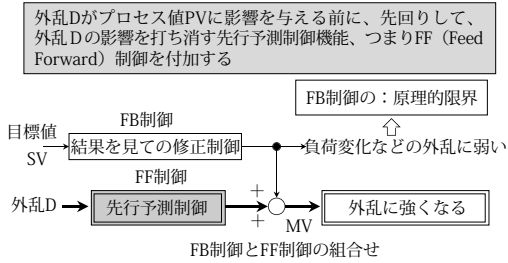 外乱DがプロセスЀ値PVに影響を与える前に、先回りして、
外乱Ｄの影響を打ち消す先行予測制御機能、つまりFF（Feed
Forward）制御を付加する
FB制御の：原理的限界
FB制御
目標値
SV
結果を見ての修正制御
負荷変化などの外乱に弱い
FF制御
外乱D
先行予測制御
＋
＋
MV
外乱に強くなる
FB制御とFF制御の組合せ